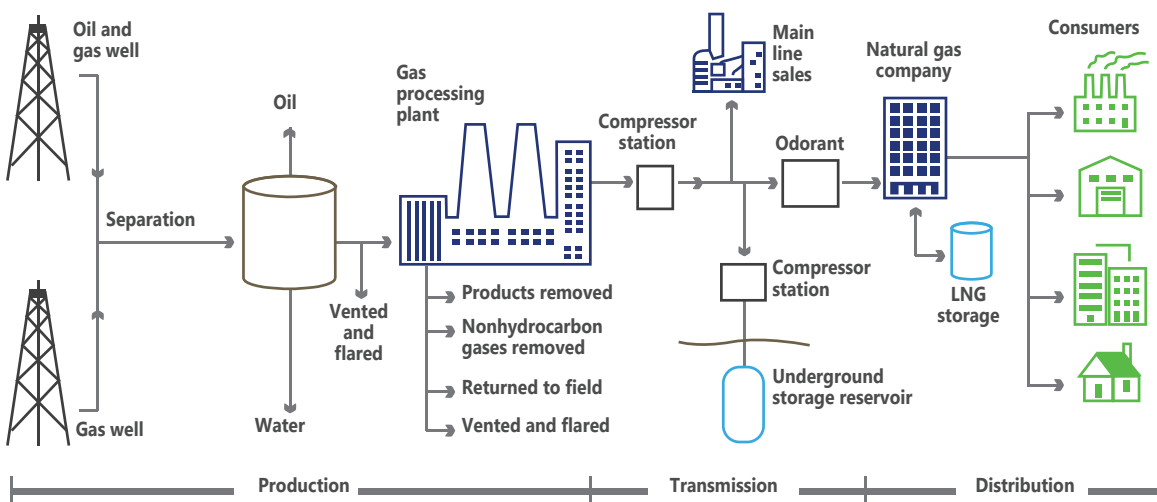 Oil and
gas well
Separation
Gas well
Oil
Water
Vented
and
flared
Gas
processing
plant
Products removed
Nonhydrocarbon
gases removed
Returned to field
Vented and flared
Compressor
station
Main
line
sales
Compressor
station
Underground
storage reservoir
Odorant
Natural gas
company
LNG
storage
Consumers
Production
Transmission
Distribution